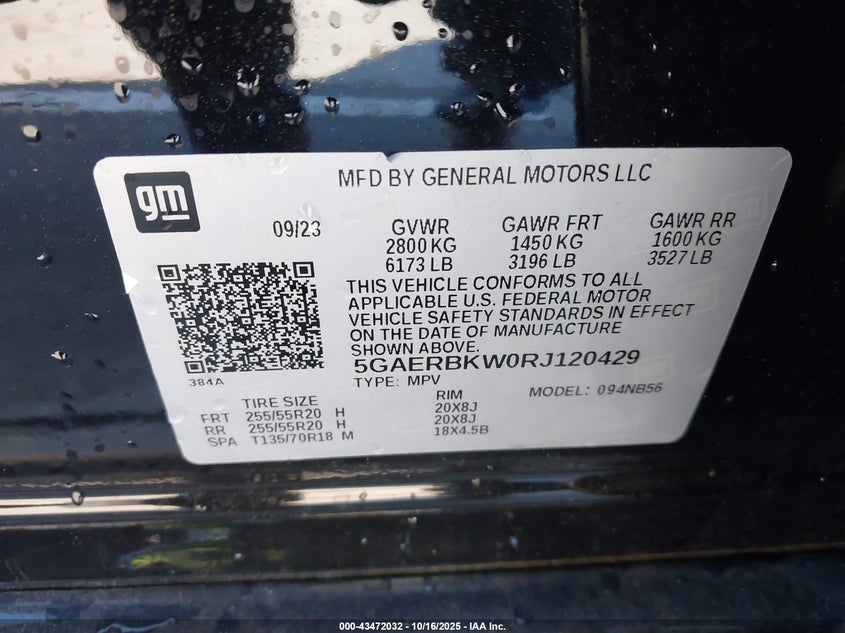 gm
MFD BY GENERAL MOTORS LLC
09/23
GVWR GAWR FRT GAWR RR
2800 KG 1450 KG 1600 KG
6173 LB 3196 LB 3527 LB
THIS VEHICLE CONFORMS TO ALL
APPLICABLE U.S. FEDERAL MOTOR
VEHICLE SAFETY STANDARDS IN EFFECT
ON THE DATE OF MANUFACTURE
SHOWN ABOVE.
5GAERBKW0RJ120429
384A
TYPE: MPV MODEL: 094NB56
TIRE SIZE RIM
FRT 255/55R20 H 20X8J
RR 255/55R20 H 20X8J
SPA T135/70R18 M 18X4.5B
000-43472032 - 10/16/2025 - IAA Inc.